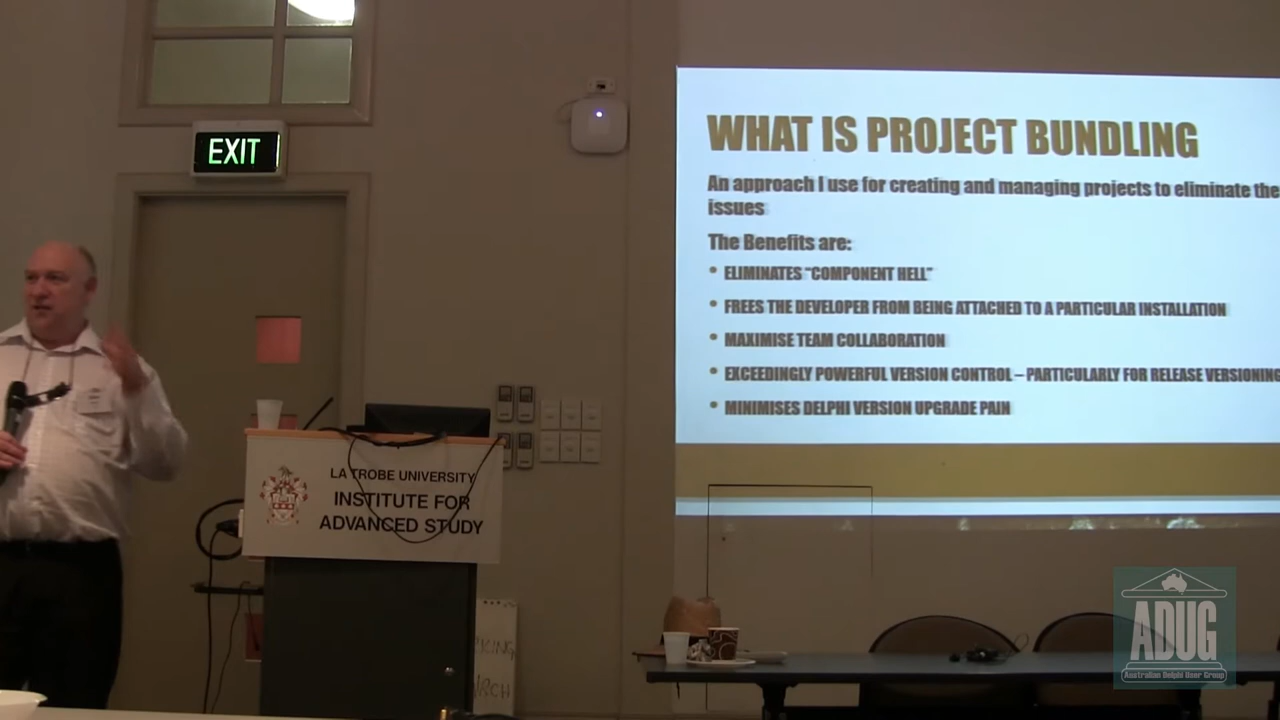 EXIT
WHAT IS PROJECT BUNDLING
An approach I use for creating and managing projects to eliminate the
issues
The Benefits are:
• ELIMINATES "COMPONENT HELL"
• FREES THE DEVELOPER FROM BEING ATTACHED TO A PARTICULAR INSTALLATION
• MAXIMISE TEAM COLLABORATION
• EXCEEDINGLY POWERFUL VERSION CONTROL – PARTICULARLY FOR RELEASE VERSIONING
• MINIMISES DELPHI VERSION UPGRADE PAIN
LA TROBE UNIVERSITY
INSTITUTE FOR
ADVANCED STUDY
ADUG
Australian Delphi User Group